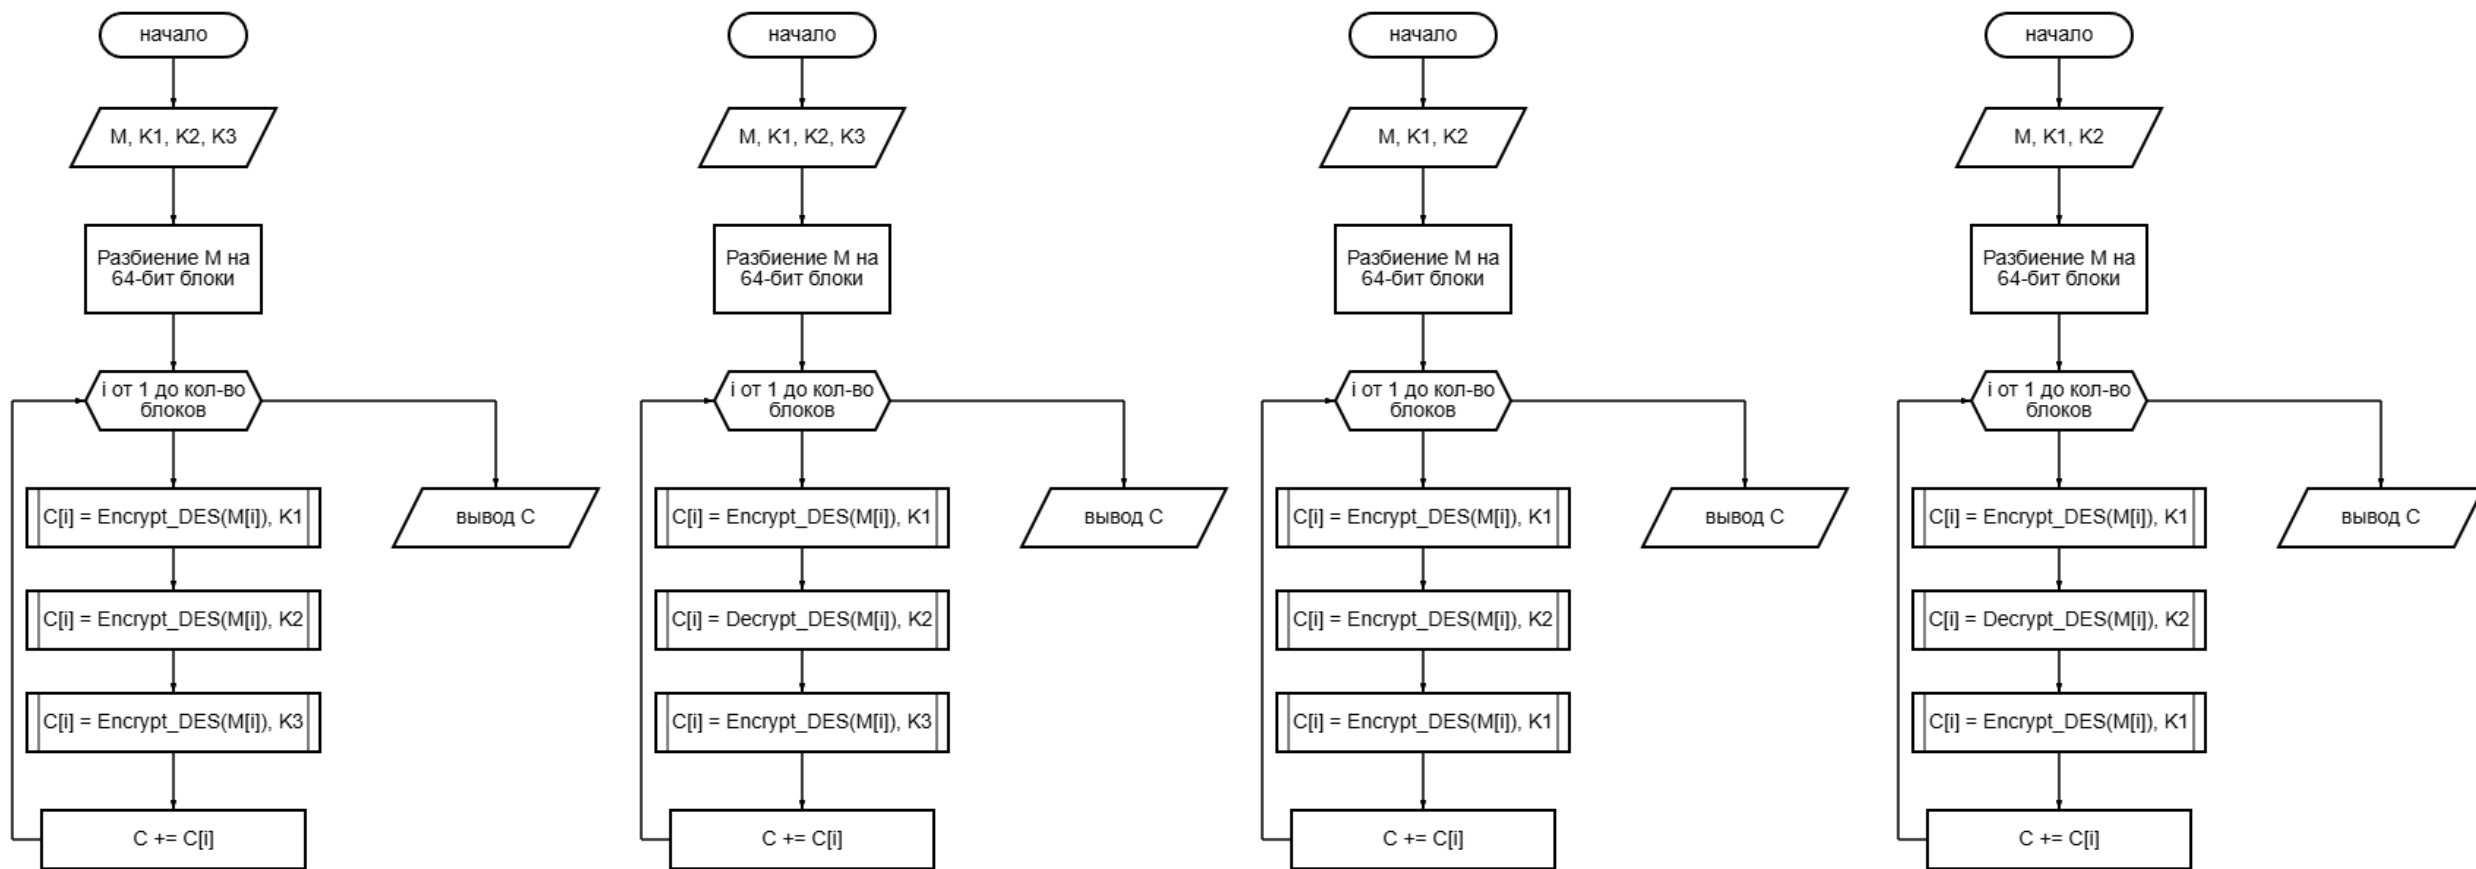 начало
M, K1, K2, K3
Разбиение M на
64-бит блоки
i от 1 до кол-во
блоков
C[i] = Encrypt_DES(M[i]), K1
вывод C
C[i] = Encrypt_DES(M[i]), K2
C[i] = Encrypt_DES(M[i]), K3
C += C[i]
начало
M, K1, K2, K3
Разбиение M на
64-бит блоки
i от 1 до кол-во
блоков
C[i] = Encrypt_DES(M[i]), K1
вывод C
C[i] = Decrypt_DES(M[i]), K2
C[i] = Encrypt_DES(M[i]), K3
C += C[i]
начало
M, K1, K2
Разбиение M на
64-бит блоки
i от 1 до кол-во
блоков
C[i] = Encrypt_DES(M[i]), K1
вывод C
C[i] = Encrypt_DES(M[i]), K2
C[i] = Encrypt_DES(M[i]), K1
C += C[i]
начало
M, K1, K2
Разбиение M на
64-бит блоки
i от 1 до кол-во
блоков
C[i] = Encrypt_DES(M[i]), K1
вывод C
C[i] = Decrypt_DES(M[i]), K2
C[i] = Encrypt_DES(M[i]), K1
C += C[i]